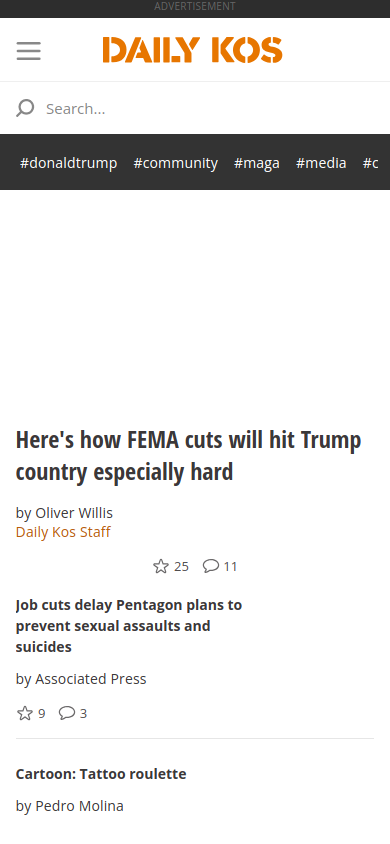 ADVERTISEMENT
DAILY KOS
Search...
#donaldtrump #community #maga #media #c
Here's how FEMA cuts will hit Trump
country especially hard
by Oliver Willis
Daily Kos Staff
25 11
Job cuts delay Pentagon plans to
prevent sexual assaults and
suicides
by Associated Press
9 3
Cartoon: Tattoo roulette
by Pedro Molina